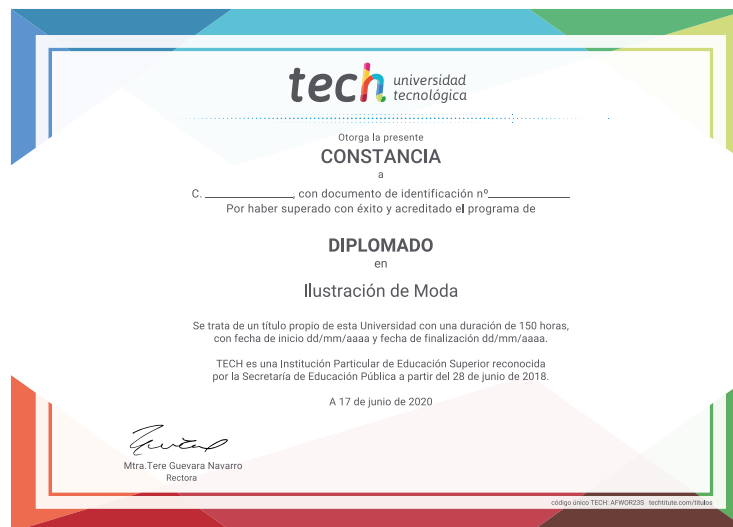 tech universidad
tecnológica
Otorga la presente
CONSTANCIA
a
C. ______________, con documento de identificación nº______________
Por haber superado con éxito y acreditado el programa de
DIPLOMADO
en
Ilustración de Moda
Se trata de un título propio de esta Universidad con una duración de 150 horas,
con fecha de inicio dd/mm/aaaa y fecha de finalización dd/mm/aaaa.
TECH es una Institución Particular de Educación Superior reconocida
por la Secretaría de Educación Pública a partir del 28 de junio de 2018.
A 17 de junio de 2020
Mtra.Tere Guevara Navarro
Rectora
código único TECH: AFWOR23S techtitute.com/titulos